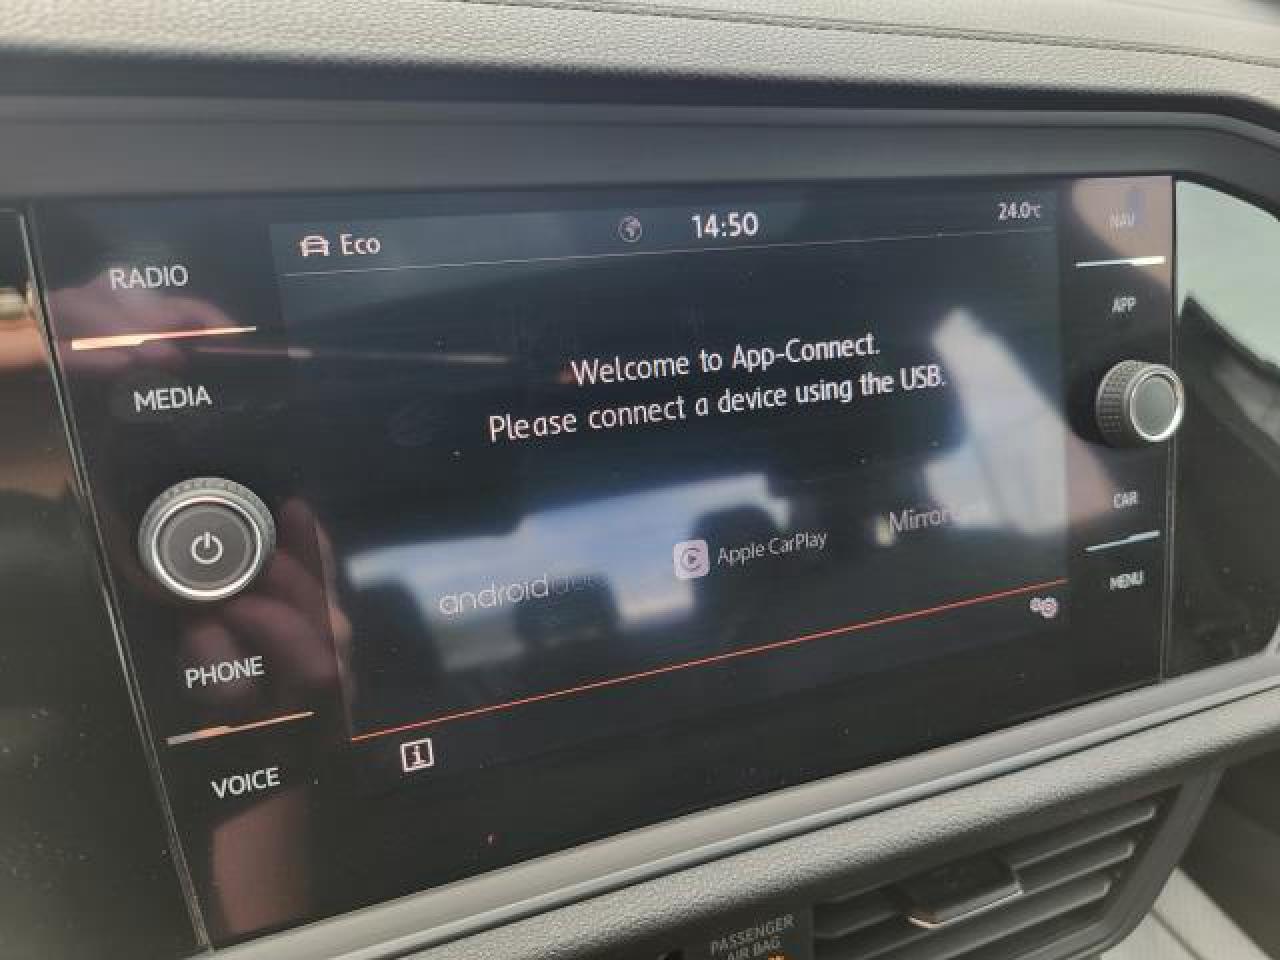 RADIO
MEDIA
PHONE
VOICE
Eco
14:50
24.0°C
Welcome to App-Connect.
Please connect a device using the USB.
android
Apple CarPlay
NAV
APP
CAR
MENU
PASSENGER
AIR BAG